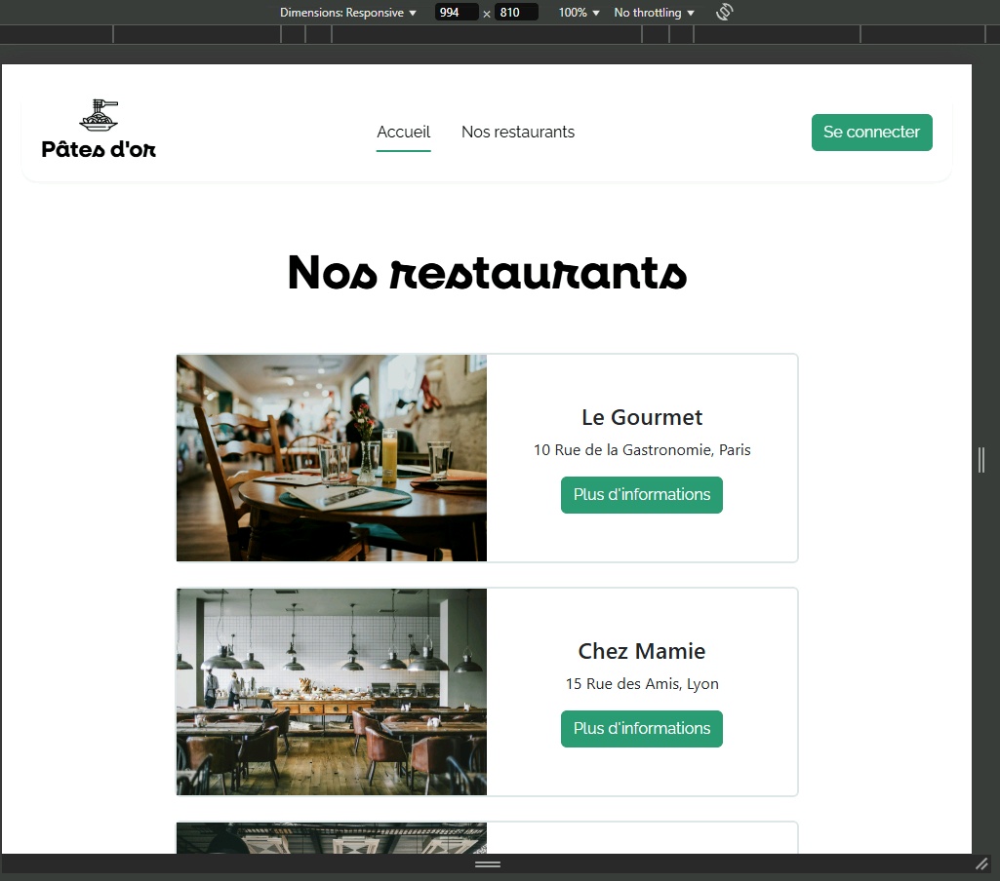 Dimensions: Responsive ▼ 994 × 810 100% ▼ No throttling ▼
Pâtes d'or
Accueil Nos restaurants Se connecter
Nos restaurants
Le Gourmet
10 Rue de la Gastronomie, Paris
Plus d'informations
Chez Mamie
15 Rue des Amis, Lyon
Plus d'informations